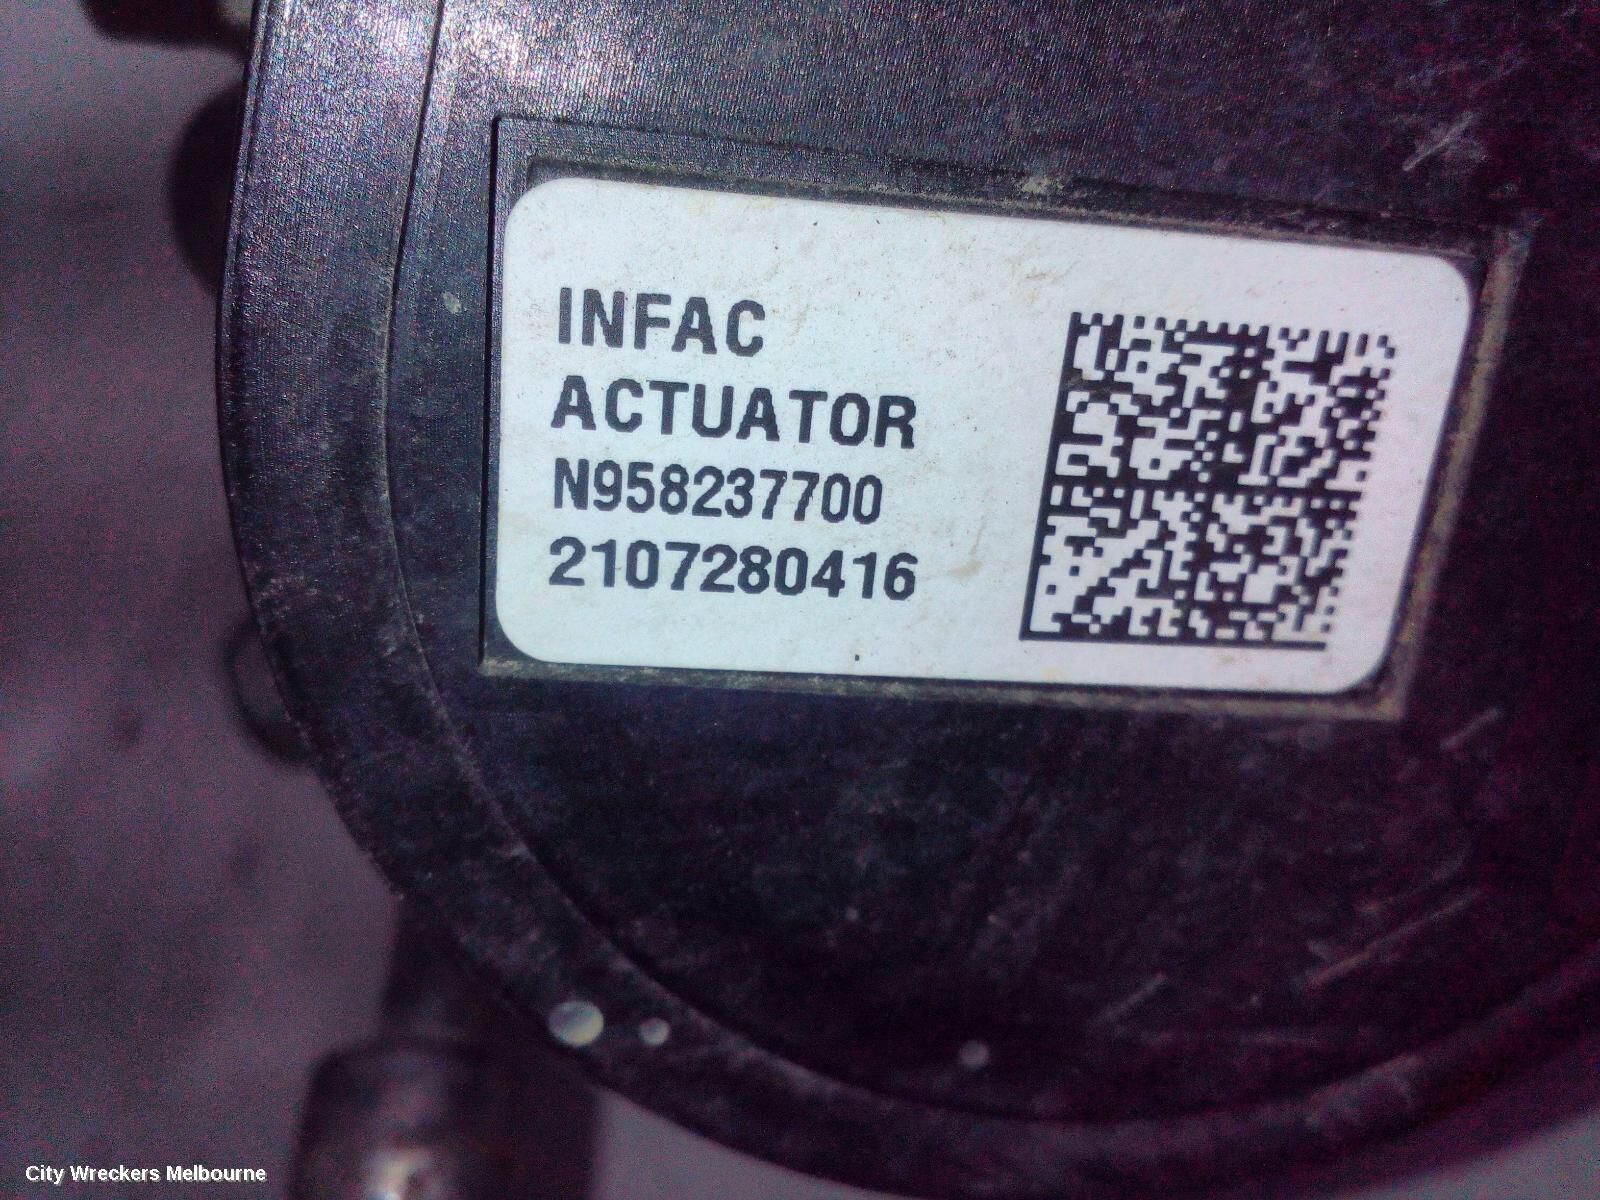 INFAC
ACTUATOR
N958237700
2107280416
City Wreckers Melbourne